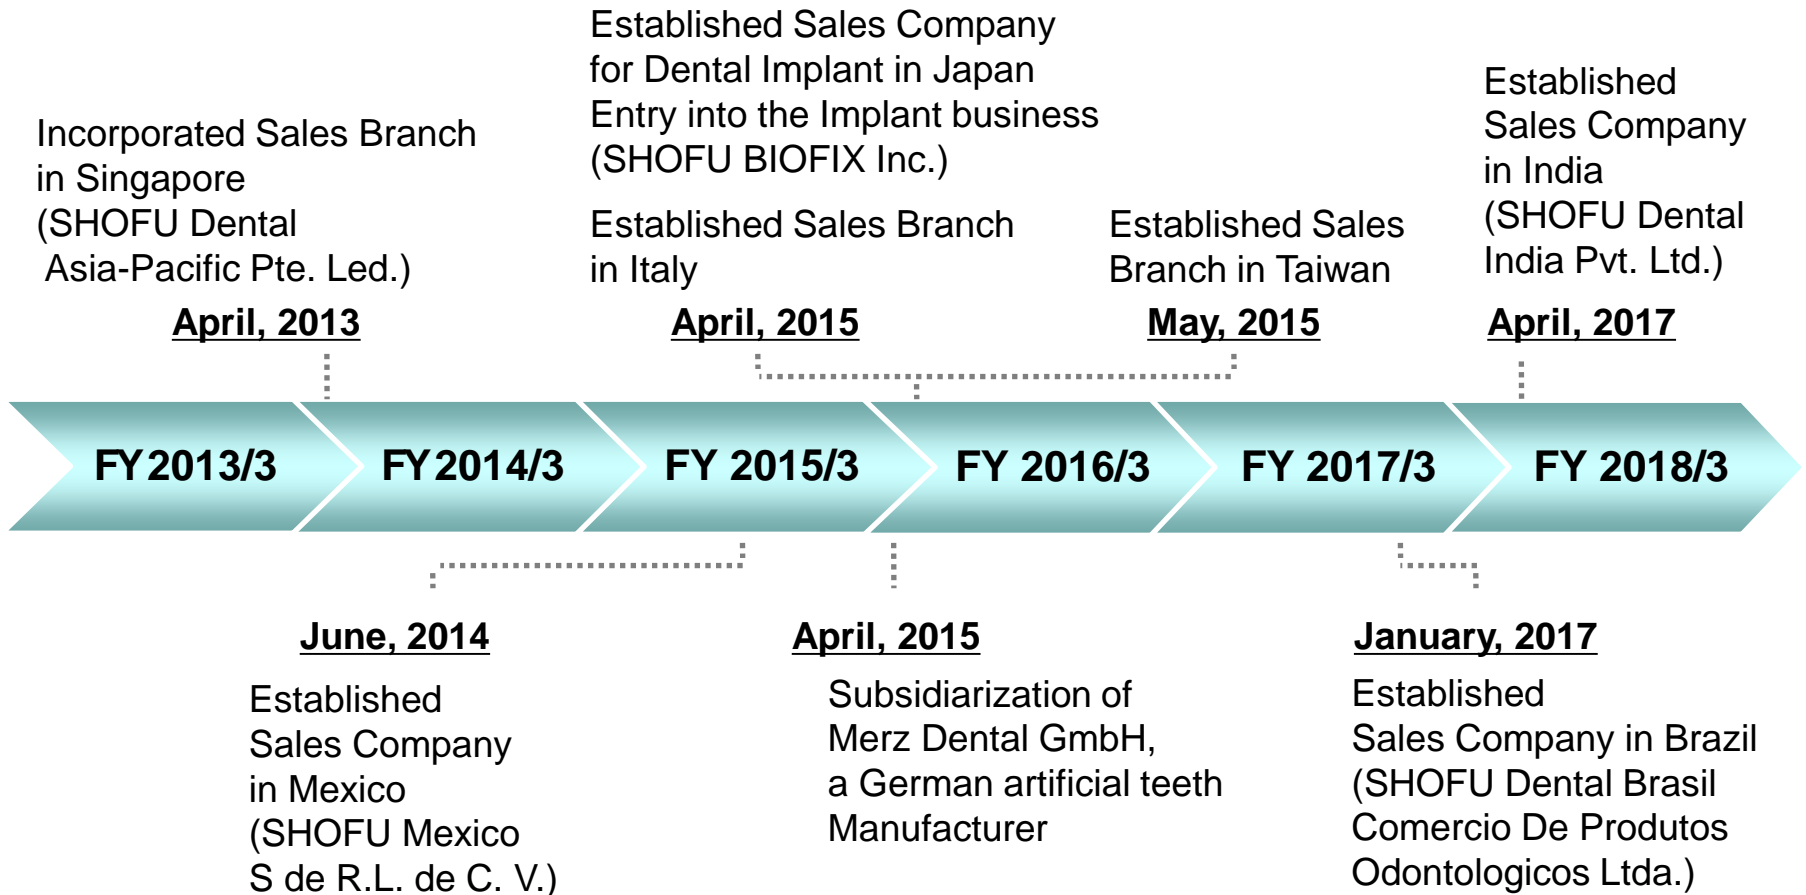 Incorporated Sales Branch
in Singapore
(SHOFU Dental
Asia-Pacific Pte. Led.)
April, 2013
Established Sales Company
for Dental Implant in Japan
Entry into the Implant business
(SHOFU BIOFIX Inc.)
Established Sales Branch
in Italy
April, 2015
Established Sales
Branch in Taiwan
May, 2015
Established
Sales Company
in India
(SHOFU Dental
India Pvt. Ltd.)
April, 2017
FY2013/3
FY2014/3
FY 2015/3
FY 2016/3
FY 2017/3
FY 2018/3
June, 2014
Established
Sales Company
in Mexico
(SHOFU Mexico
S de R.L. de C. V.)
April, 2015
Subsidiarization of
Merz Dental GmbH,
a German artificial teeth
Manufacturer
January, 2017
Established
Sales Company in Brazil
(SHOFU Dental Brasil
Comercio De Produtos
Odontologicos Ltda.)